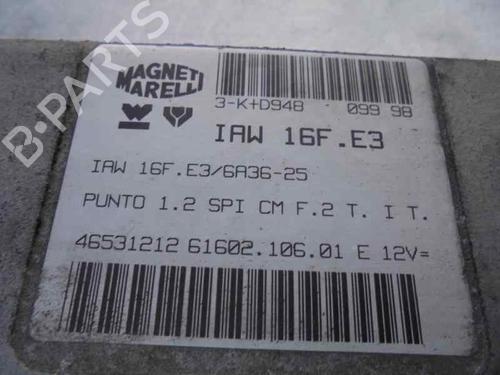 MAGNETI
MARELLI
3-K+D948 099 98
IAW 16F.E3
IAW 16F.E3/6A36-25
PUNTO 1.2 SPI CM F.2 T. I T.
46531212 61602.106.01 E 12V=
B-PARTS